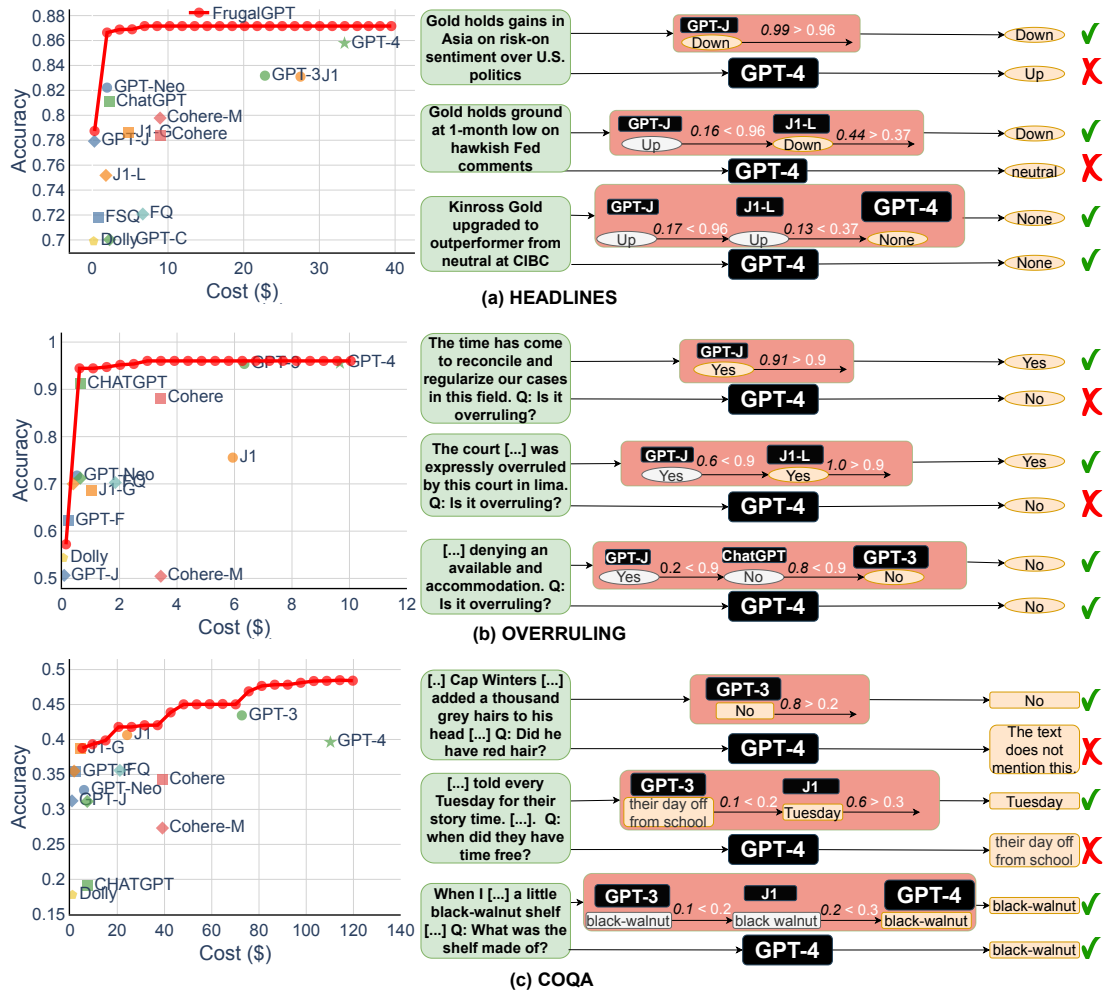 0.88
0.86
0.84
0.82
0.8
0.78
0.76
0.74
0.72
0.7
Accuracy
FrugalGPT
GPT-4
GPT-3
J1
GPT-Neo
ChatGPT
Cohere-M
J1-G
Cohere
GPT-J
J1-L
FSQ
FQ
Dolly
GPT-C
0 10 20 30 40
Cost ($)
Gold holds gains in
Asia on risk-on
sentiment over U.S.
politics
GPT-J
Down
0.99 > 0.96
Down
GPT-4
Up
Gold holds ground
at 1-month low on
hawkish Fed
comments
GPT-J
Up
0.16 < 0.96
J1-L
Down
0.44 > 0.37
Down
GPT-4
neutral
Kinross Gold
upgraded to
outperformer from
neutral at CIBC
GPT-J
Up
0.17 < 0.96
J1-L
Up
0.13 < 0.37
GPT-4
None
None
GPT-4
None
(a) HEADLINES
1
0.9
0.8
0.7
0.6
0.5
Accuracy
GPT-3
GPT-4
CHATGPT
Cohere
J1
GPT-Neo
FQ
J1-G
GPT-F
Dolly
GPT-J
Cohere-M
0 2 4 6 8 10 12
Cost ($)
The time has
come to reconcile and
regularize our cases
in this field. Q: Is it
overruling?
GPT-J
Yes
0.91 > 0.9
Yes
GPT-4
No
The court [...] was
expressly overruled
by this court in lima.
Q: Is it overruling?
GPT-J
Yes
0.6 < 0.9
J1-L
Yes
1.0 > 0.9
Yes
GPT-4
No
[...] denying an
available and
accommodation. Q:
Is it overruling?
GPT-J
Yes
0.2 < 0.9
ChatGPT
No
0.8 < 0.9
GPT-3
No
No
GPT-4
No
(b) OVERRULING
0.5
0.45
0.4
0.35
0.3
0.25
0.2
0.15
Accuracy
GPT-3
J1
GPT-4
J1-G
GPT-F
FQ
Cohere
GPT-Neo
GPT-J
Cohere-M
CHATGPT
Dolly
0 20 40 60 80 100 120 140
Cost ($)
[..] Cap Winters [...]
added a thousand
grey hairs to his
head [...] Q: Did he
have red hair?
GPT-3
No
0.8 > 0.2
No
GPT-4
The text
does not
mention this.
[...] told every
Tuesday for their
story time. [...]. Q:
when did they have
time free?
GPT-3
their day off
from school
0.1 < 0.2
J1
Tuesday
0.6 > 0.3
Tuesday
GPT-4
their day off
from school
When I [...] a little
black-walnut shelf
[...] Q: What was the
shelf made of?
GPT-3
black-walnut
0.1 < 0.2
J1
black walnut
0.2 < 0.3
GPT-4
black-walnut
black-walnut
GPT-4
black-walnut
(c) COQA